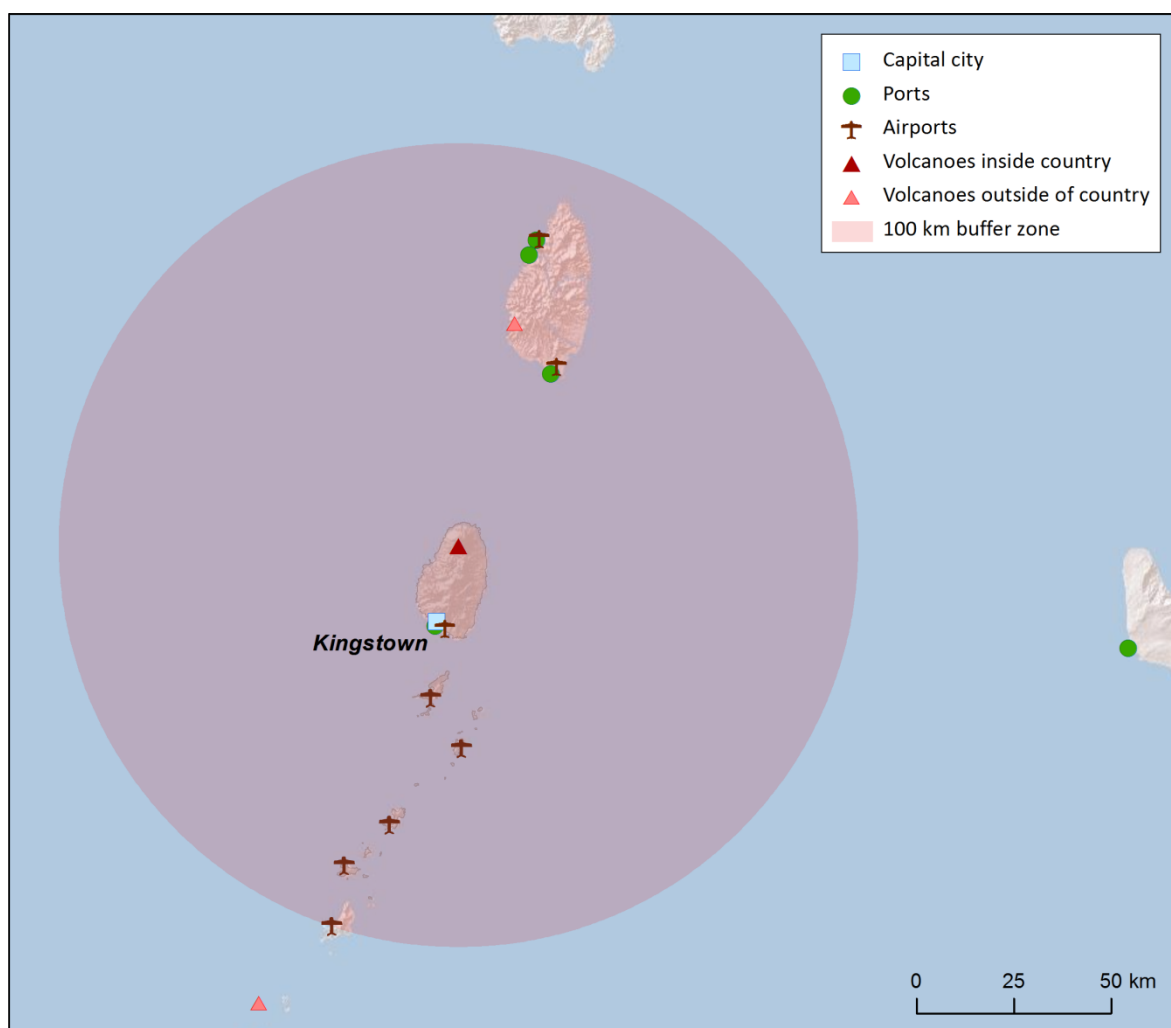 Capital city
Ports
Airports
Volcanoes inside country
Volcanoes outside of country
100 km buffer zone
Kingstown
0 25 50 km